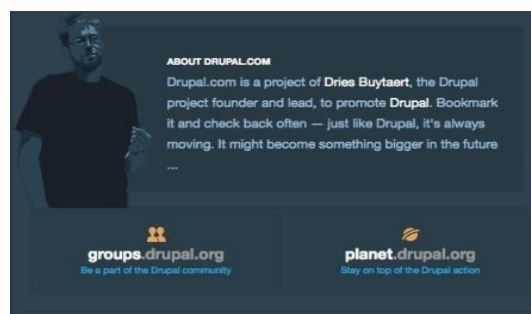 ABOUT DRUPAL.COM
Drupal.com is a project of Dries Buytaert, the Drupal
project founder and lead, to promote Drupal. Bookmark
it and check back often — just like Drupal, it's always
moving. It might become something bigger in the future
...
groups.drupal.org
Be a part of the Drupal community
planet.drupal.org
Stay on top of the Drupal action